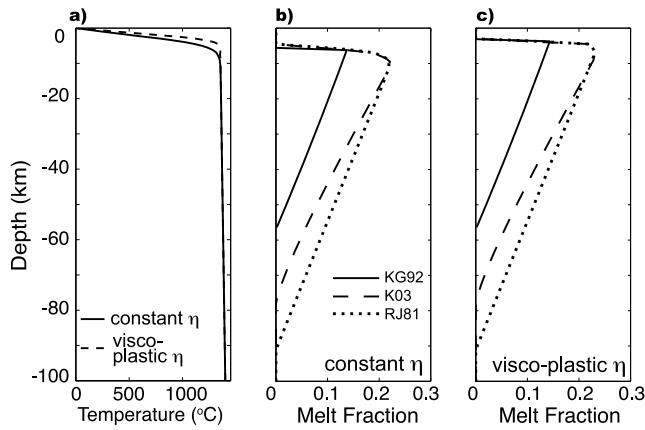 a)
b)
c)
0
-20
-40
-60
-80
-100
Depth (km)
constant η
visco-
plastic η
0
500
1000
Temperature (°C)
KG92
K03
RJ81
constant η
0
0.1
0.2
0.3
Melt Fraction
visco-plastic η
0
0.1
0.2
0.3
Melt Fraction